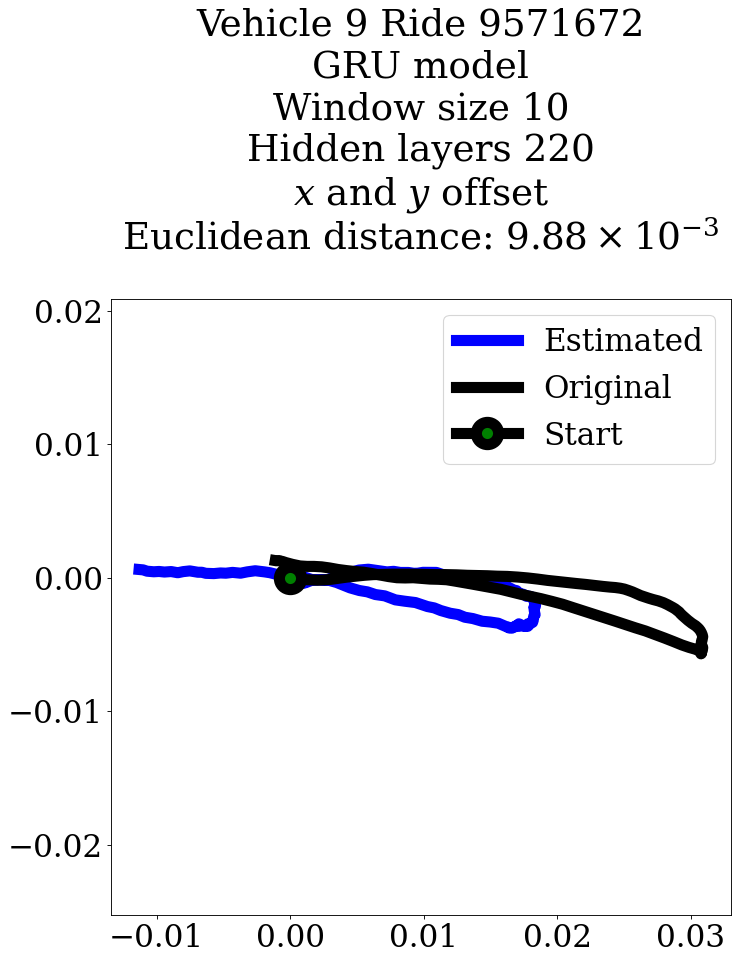 Vehicle 9 Ride 9571672
GRU model
Window size 10
Hidden layers 220
x and y offset
Euclidean distance: 9.88 × 10⁻³
0.02
Estimated
Original
0.01
Start
0.00
−0.01
−0.02
−0.01 0.00 0.01 0.02 0.03